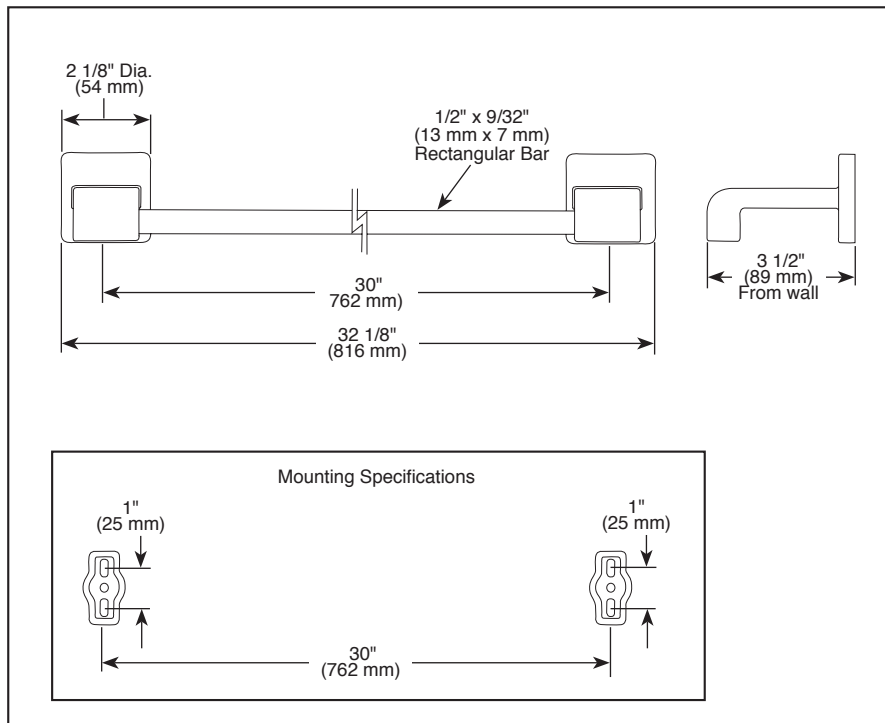 2 1/8" Dia.
(54 mm)
1/2" x 9/32"
(13 mm x 7 mm)
Rectangular Bar
30"
762 mm)
32 1/8"
(816 mm)
3 1/2"
(89 mm)
From wall
Mounting Specifications
1"
(25 mm)
1"
(25 mm)
30"
(762 mm)